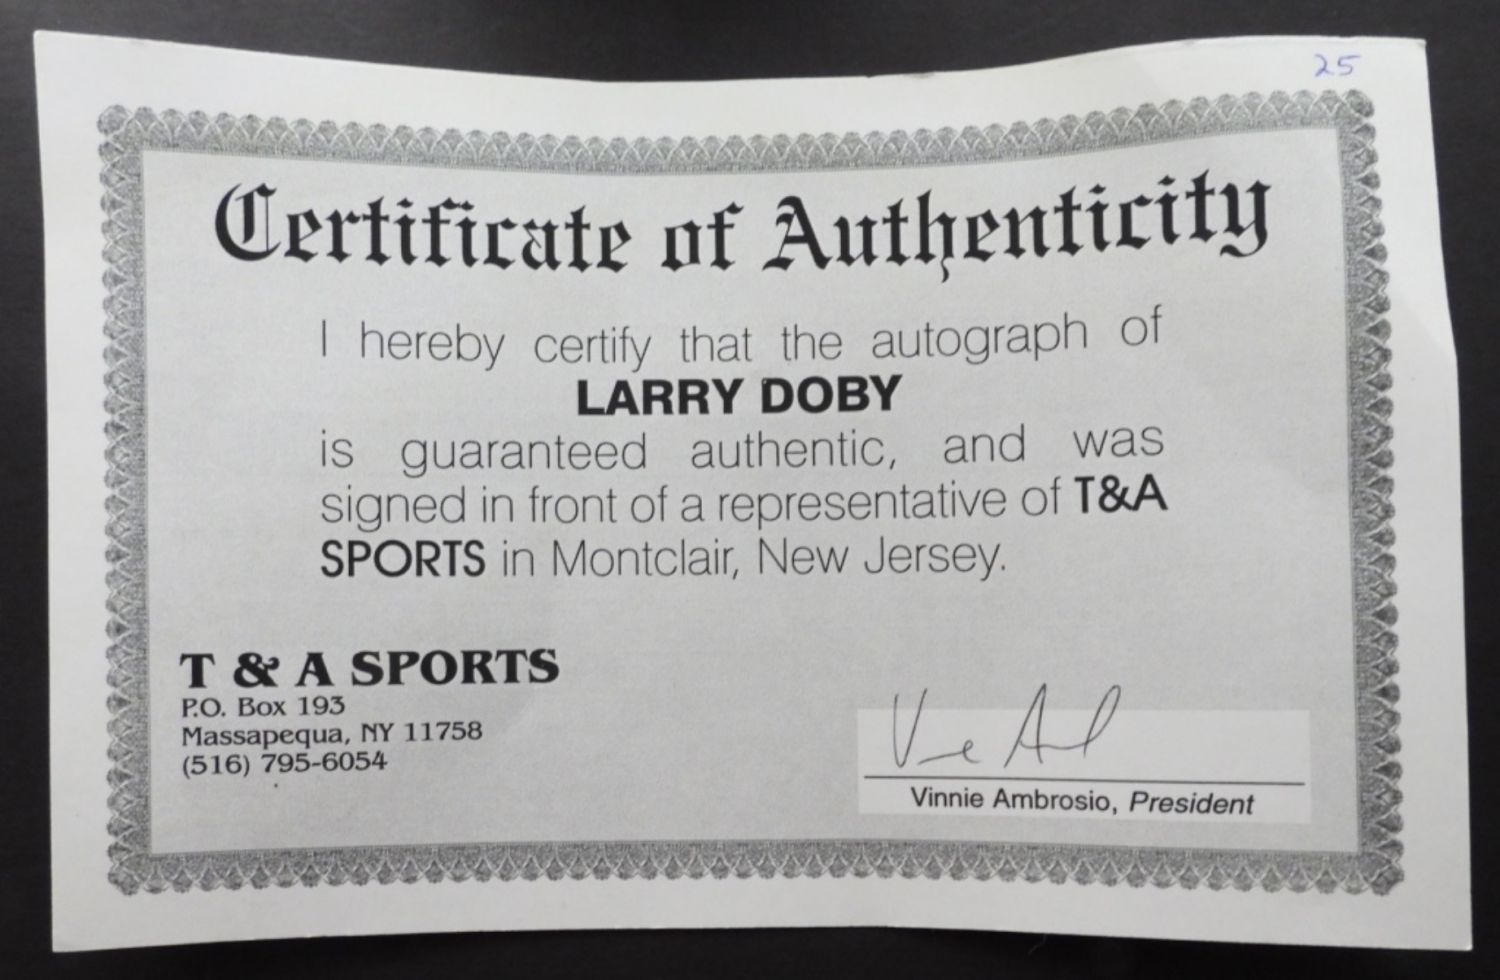 25
Certificate of Authenticity
I hereby certify that the autograph of
LARRY DOBY
is guaranteed authentic, and was
signed in front of a representative of T&A
SPORTS in Montclair, New Jersey.
T & A SPORTS
P.O. Box 193
Massapequa, NY 11758
(516) 795-6054
Vinnie Ambrosio, President